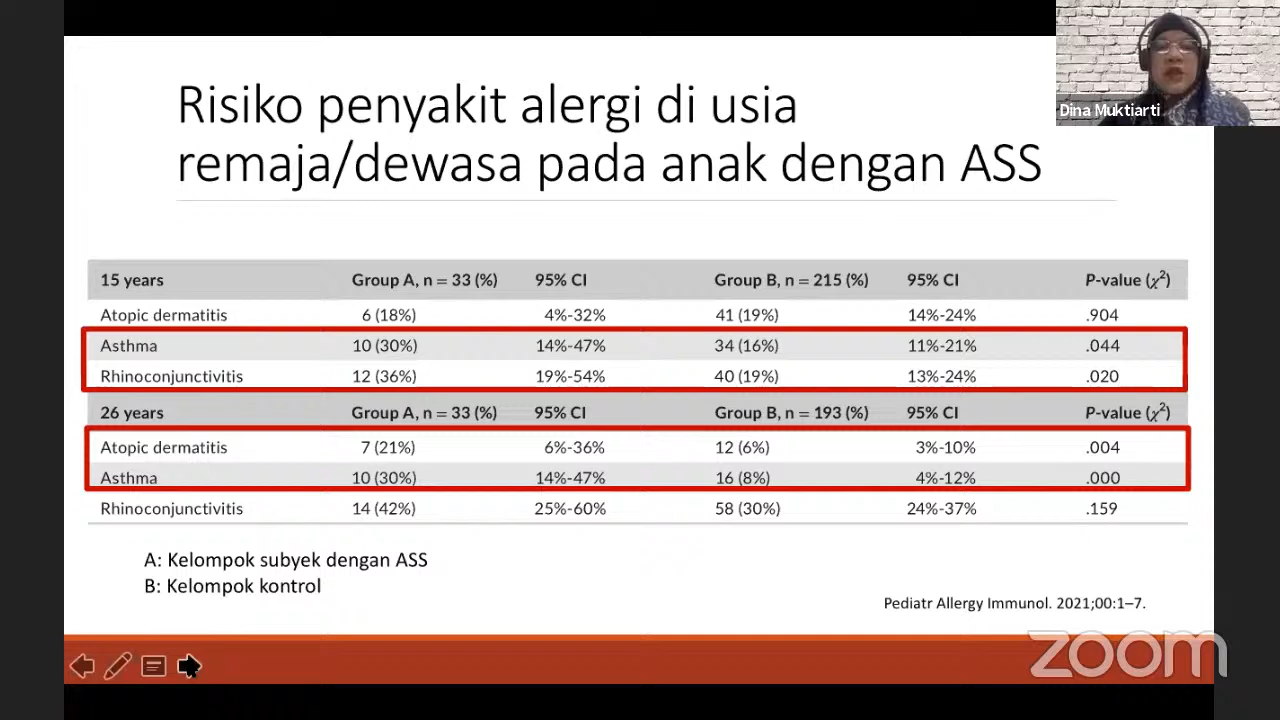 Dina Muktiarti
Risiko penyakit alergi di usia
remaja/dewasa pada anak dengan ASS
15 years Group A, n = 33 (%) 95% CI Group B, n = 215 (%) 95% CI P-value (χ²)
Atopic dermatitis 6 (18%) 4%-32% 41 (19%) 14%-24% .904
Asthma 10 (30%) 14%-47% 34 (16%) 11%-21% .044
Rhinoconjunctivitis 12 (36%) 19%-54% 40 (19%) 13%-24% .020
26 years Group A, n = 33 (%) 95% CI Group B, n = 193 (%) 95% CI P-value (χ²)
Atopic dermatitis 7 (21%) 6%-36% 12 (6%) 3%-10% .004
Asthma 10 (30%) 14%-47% 16 (8%) 4%-12% .000
Rhinoconjunctivitis 14 (42%) 25%-60% 58 (30%) 24%-37% .159
A: Kelompok subyek dengan ASS
B: Kelompok kontrol
Pediatr Allergy Immunol. 2021;00:1–7.
zoom